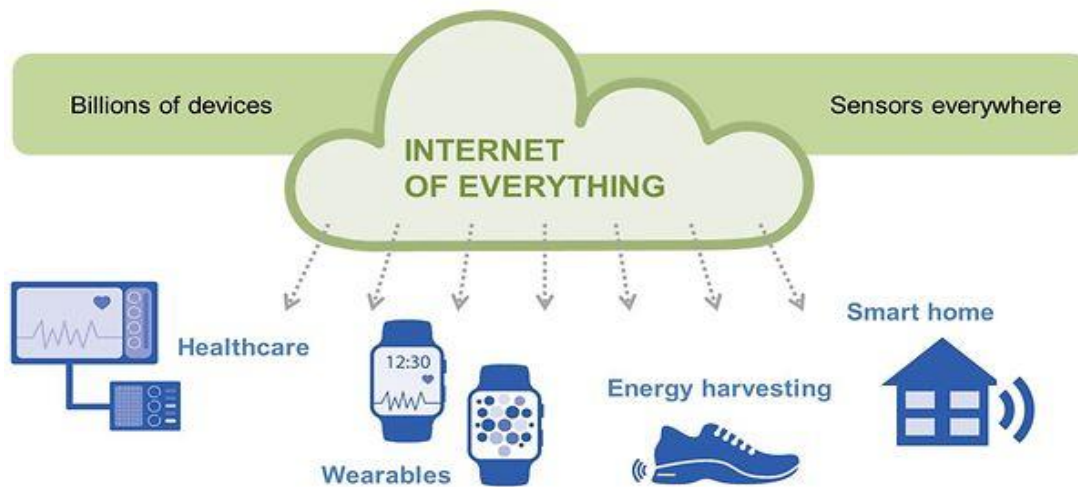 Billions of devices
Sensors everywhere
INTERNET
OF EVERYTHING
Healthcare
12:30
Wearables
Energy harvesting
Smart home